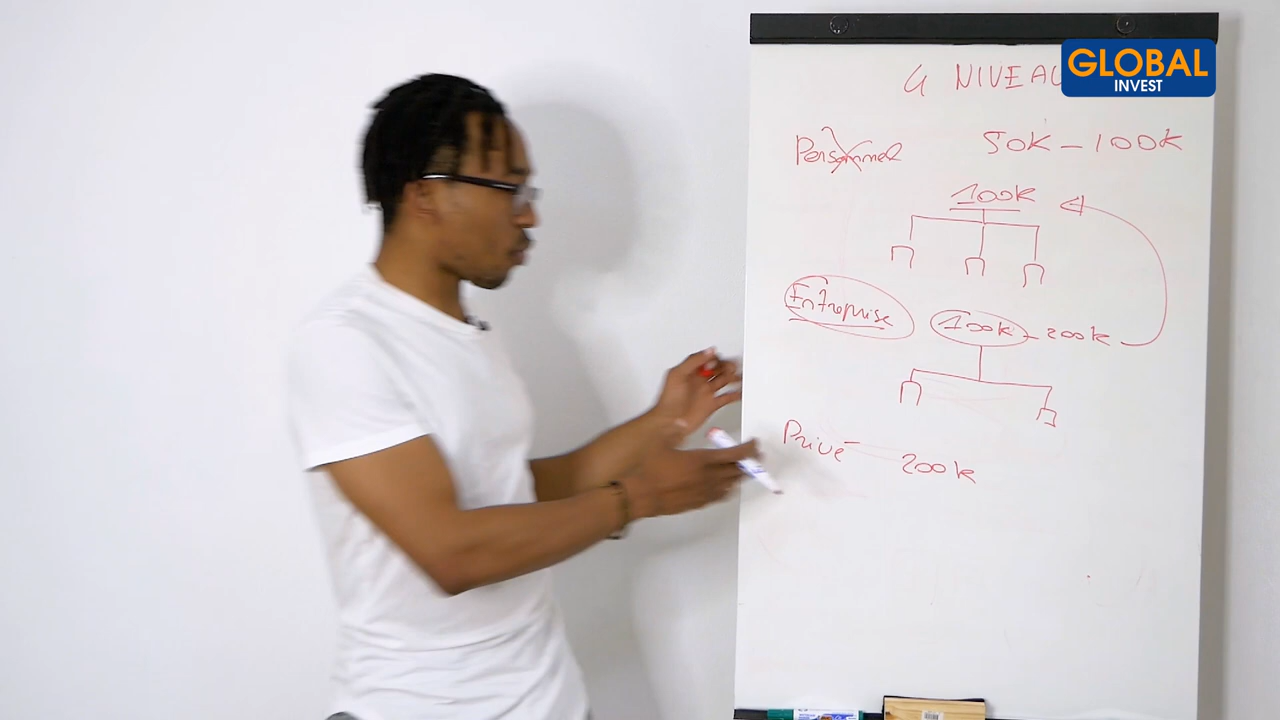 GLOBAL
INVEST
4 NIVEAU
Personnel 50K - 100K
100K
Entreprise 100K - 200K
Privé 200K